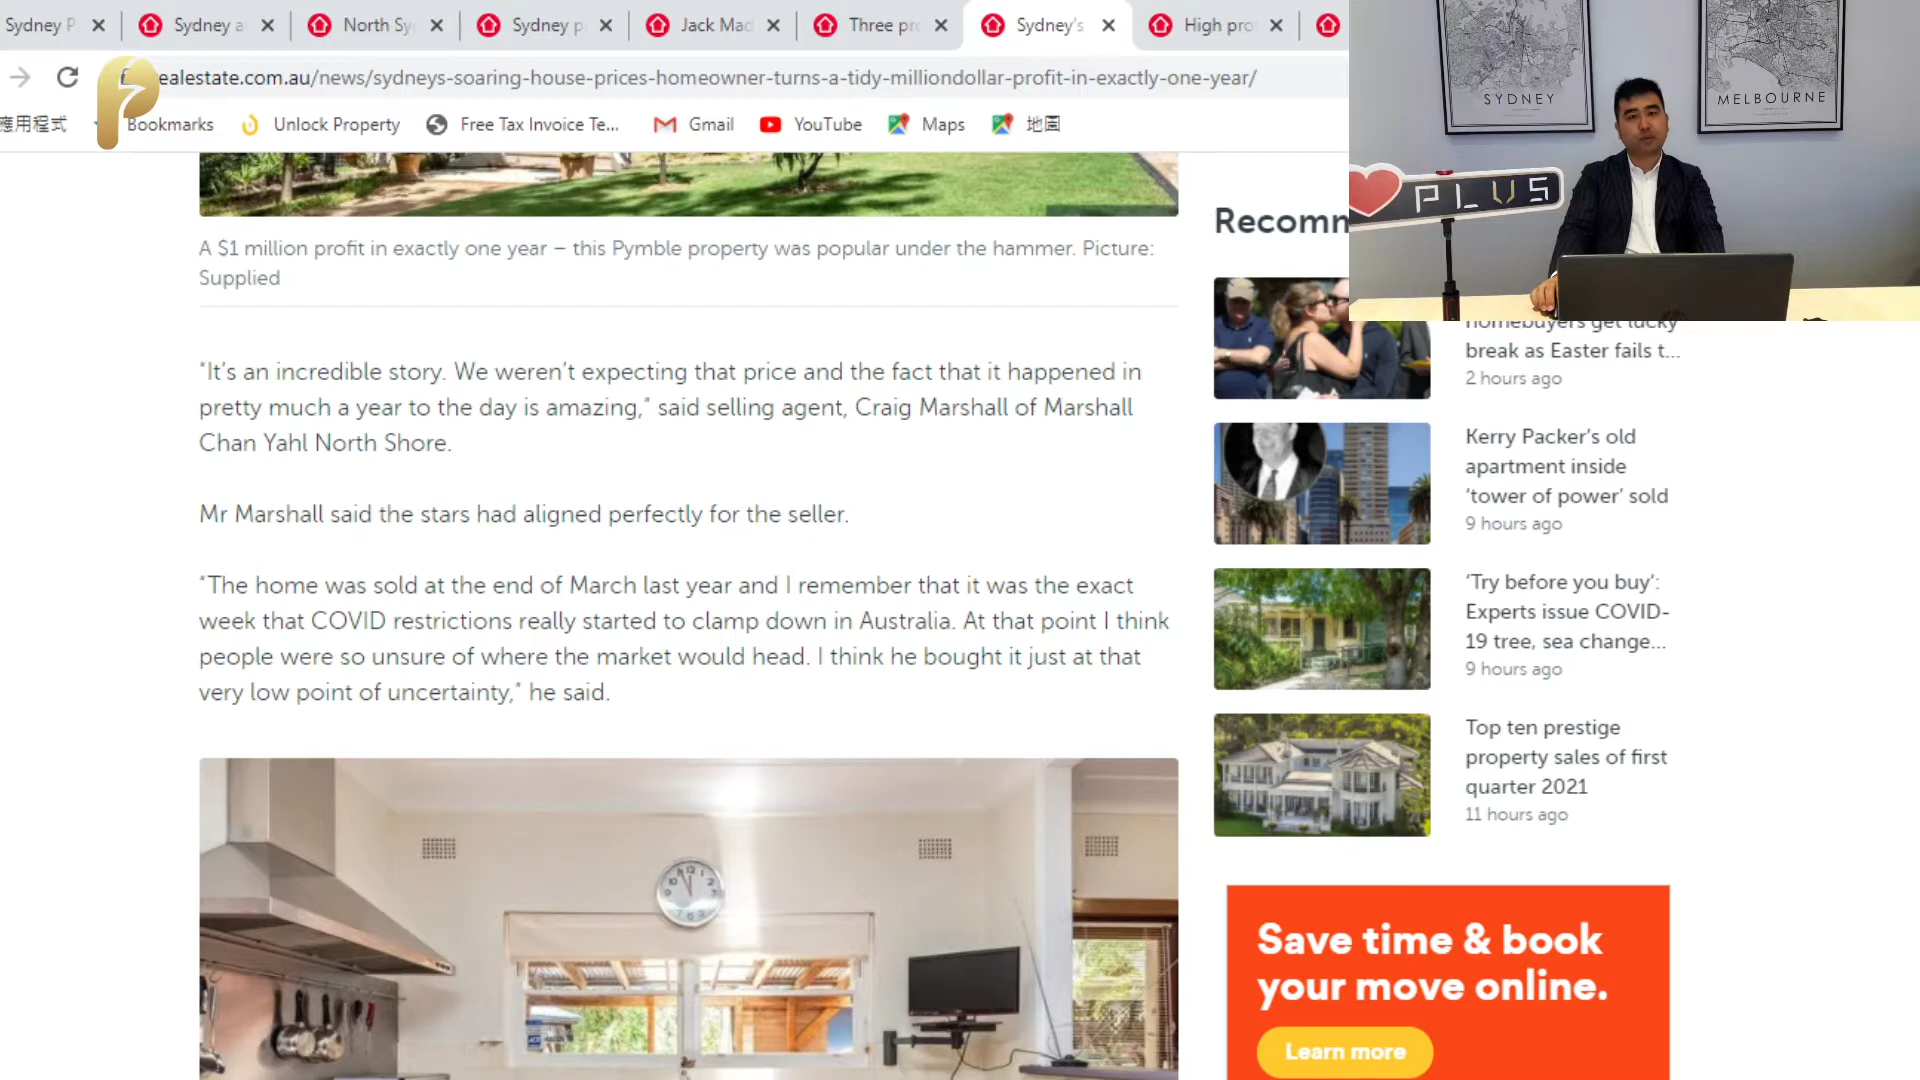 Sydney P
Sydney a
North Sy
Sydney p
Jack Mad
Three pr
Sydney's
High pro
ealestate.com.au/news/sydneys-soaring-house-prices-homeowner-turns-a-tidy-milliondollar-profit-in-exactly-one-year/
應用程式
Bookmarks
Unlock Property
Free Tax Invoice Te...
Gmail
YouTube
Maps
地圖
SYDNEY
MELBOURNE
PLUS
A $1 million profit in exactly one year – this Pymble property was popular under the hammer. Picture:
Supplied
“It’s an incredible story. We weren’t expecting that price and the fact that it happened in
pretty much a year to the day is amazing,” said selling agent, Craig Marshall of Marshall
Chan Yahl North Shore.
Mr Marshall said the stars had aligned perfectly for the seller.
“The home was sold at the end of March last year and I remember that it was the exact
week that COVID restrictions really started to clamp down in Australia. At that point I think
people were so unsure of where the market would head. I think he bought it just at that
very low point of uncertainty,” he said.
Recomm
homebuyers get lucky
break as Easter fails t...
2 hours ago
Kerry Packer’s old
apartment inside
‘tower of power’ sold
9 hours ago
‘Try before you buy’:
Experts issue COVID-
19 tree, sea change...
9 hours ago
Top ten prestige
property sales of first
quarter 2021
11 hours ago
Save time & book
your move online.
Learn more